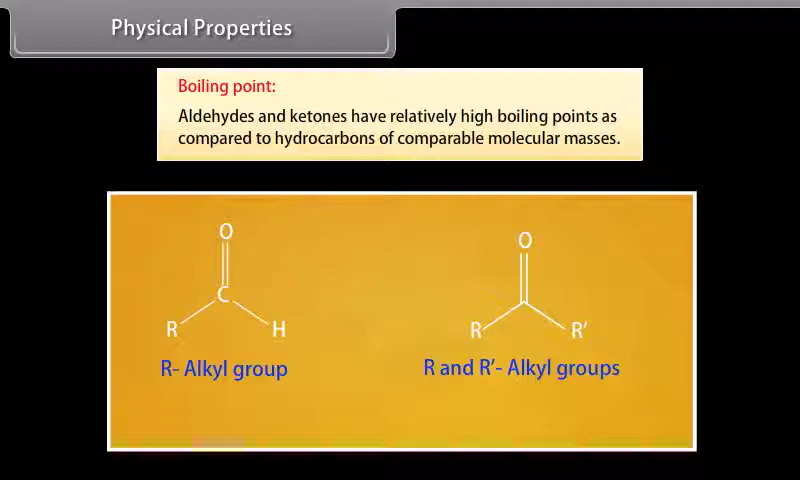 Physical Properties
Boiling point:
Aldehydes and ketones have relatively high boiling points as
compared to hydrocarbons of comparable molecular masses.
O
C
R H
R- Alkyl group
O
R R′
R and R′- Alkyl groups